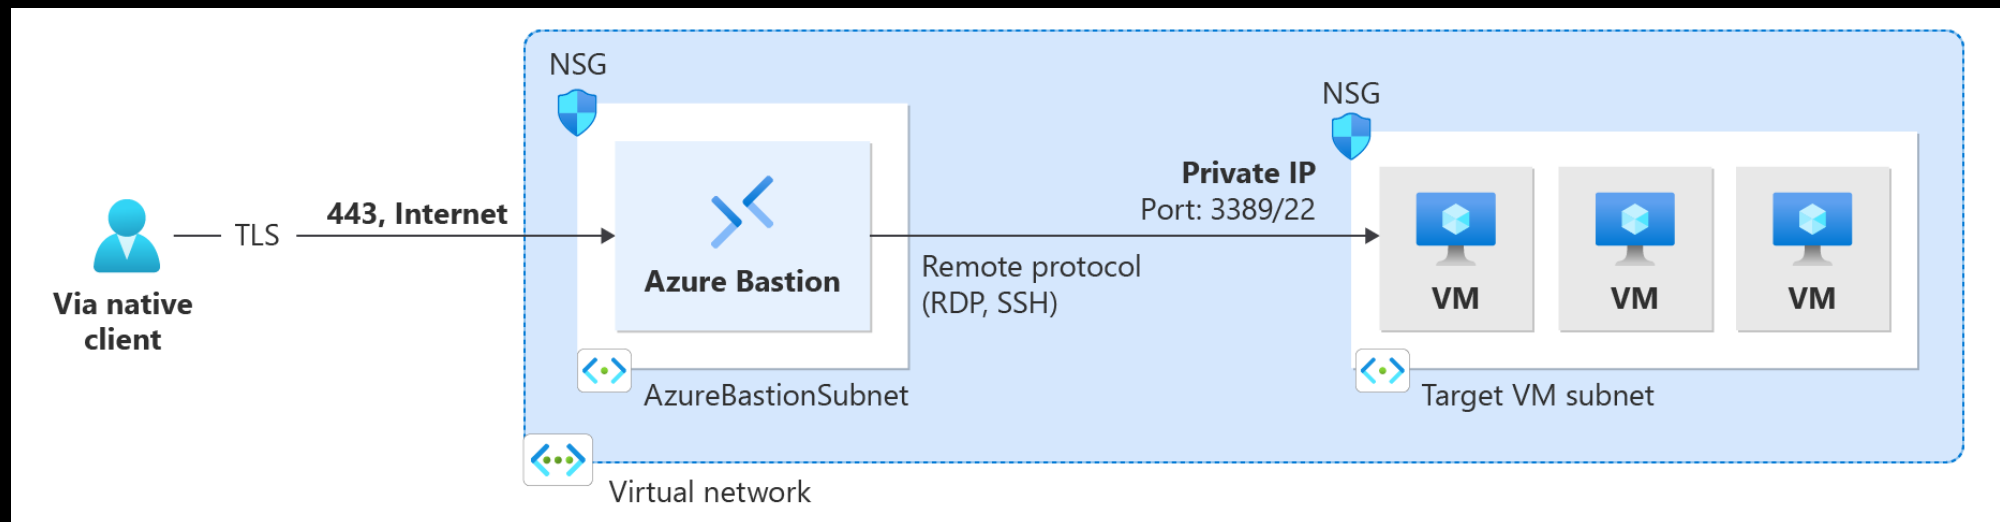 NSG
NSG
Private IP
Port: 3389/22
443, Internet
TLS
Via native
client
Azure Bastion
Remote protocol
(RDP, SSH)
VM
VM
VM
AzureBastionSubnet
Target VM subnet
Virtual network